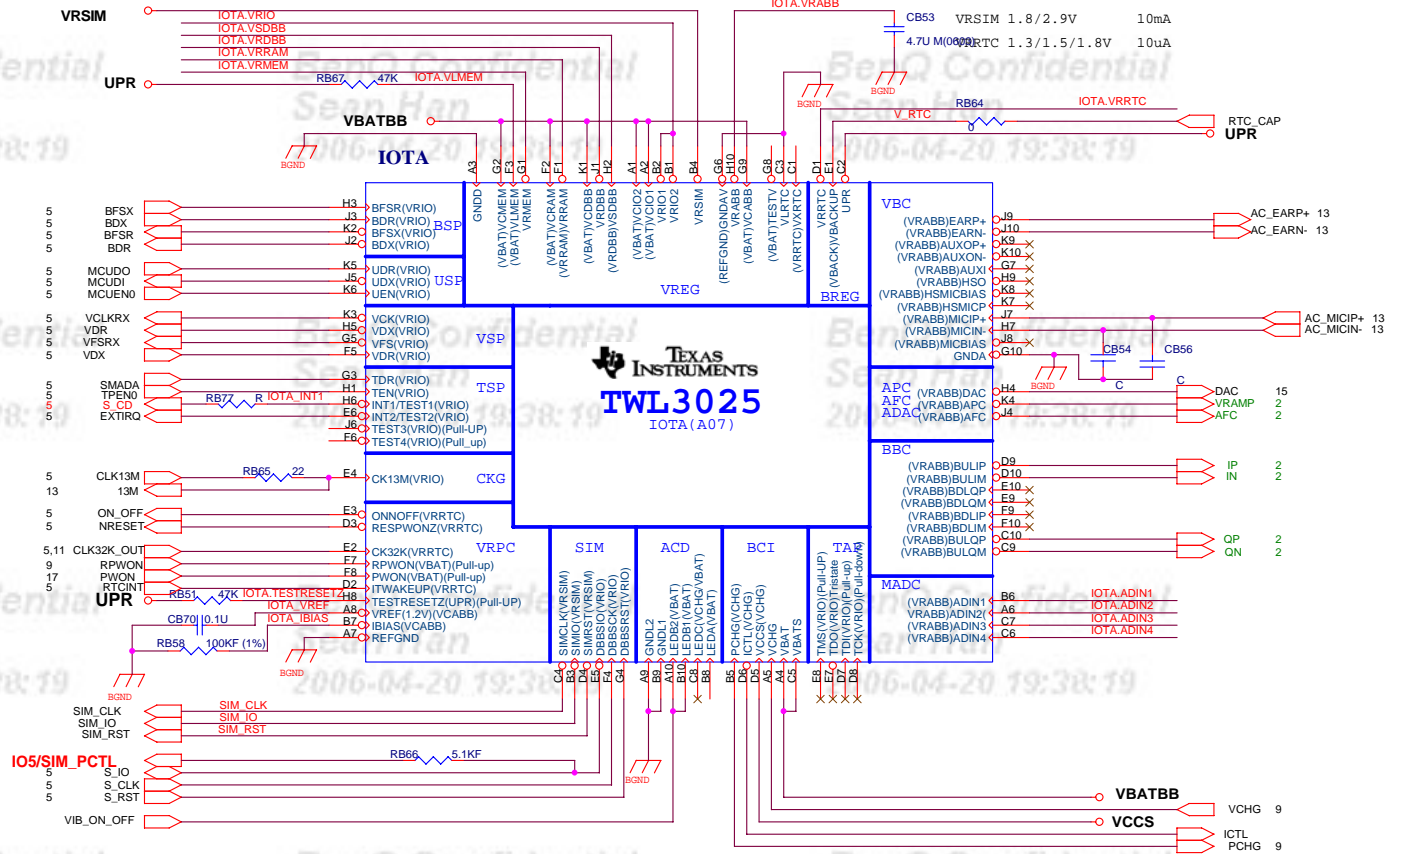 VRSIM
IOTA.VRIO
IOTA.VSDBB
IOTA.VRDBB
IOTA.VRRAM
IOTA.VRMEM
UPR
RB67
47K
IOTA.VLMEM
VBATBB
BGND
IOTA
IOTA.VRABB
CB53
4.7U M(0603)
BGND
VRSIM 1.8/2.9V 10mA
VRRTC 1.3/1.5/1.8V 10uA
BGND
V_RTC
RB64
0
IOTA.VRRTC
RTC_CAP
UPR
BenQ Confidential
Sean Han
2006-04-20 19:38:19
A3 G2 F3 G1 F2 E1 K1 J1 H2 A1 A2 B2 B1 B4 G6 H10 G9 G8 C3 C1 D1 E1 C2
GNDD
(VBAT)VCMEM
(VBAT)VLMEM
VRMEM
(VBAT)VCRAM
(VRRAM)VRRAM
(VBAT)VCDBB
VRDBB
(VRDBB)VSDBB
(VBAT)VCIO2
(VBAT)VCIO1
VRIO1
VRIO2
VRSIM
(REFGND)GNDAV
VRABB
(VBAT)VCABB
(VBAT)TESTV
VLRTC
(VRRTC)VXRTC
VRRTC
(BACK)VBACKUP
UPR
VREG
BREG
5 BFSX H3 BFSR(VRIO)
5 BDX J3 BDR(VRIO)
5 BFSR K2 BFSX(VRIO)
5 BDR J2 BDX(VRIO)
BSP
5 MCUDO K5 UDR(VRIO)
5 MCUDI J5 UDX(VRIO)
5 MCUEN0 K6 UEN(VRIO)
USP
5 VCLKRX K3 VCK(VRIO)
5 VDR H5 VDX(VRIO)
5 VFSRX G5 VFS(VRIO)
5 VDX F5 VDR(VRIO)
VSP
5 SMADA G3 TDR(VRIO)
5 TPEN0 H1 TEN(VRIO)
5 S_CD RB77 R IOTA_INT1 H6 INT1/TEST1(VRIO)
5 EXTIRQ E6 INT2/TEST2(VRIO)
J6 TEST3(VRIO)(Pull-UP)
F6 TEST4(VRIO)(Pull_up)
TSP
5 CLK13M RB65 22 E4 CK13M(VRIO)
13 13M
CKG
5 ON_OFF E3 ONNOFF(VRRTC)
5 NRESET D3 RESPWONZ(VRRTC)
5,11 CLK32K_OUT E2 CK32K(VRRTC)
9 RPWON F7 RPWON(VBAT)(Pull-up)
17 PWON F8 PWON(VBAT)(Pull-up)
5 RTCINT D2 ITWAKEUP(VRRTC)
UPR RB51 47K IOTA.TESTRESETZ H8 TESTRESETZ(UPR)(Pull-UP)
IOTA_VREF A8 VREF(1.2V)(VCABB)
CB70 0.1U IOTA_IBIAS B7 IBIAS(VCABB)
RB58 100KF (1%) A7 REFGND
BGND
BGND
VRPC
TEXAS
INSTRUMENTS
TWL3025
IOTA(A07)
VBC
(VRABB)EARP+ J9 AC_EARP+ 13
(VRABB)EARN- J10 AC_EARN- 13
(VRABB)AUXOP+ K9
(VRABB)AUXON- K10
(VRABB)AUXI G7
(VRABB)HSO H9
(VRABB)HSMICBIAS K8
(VRABB)HSMICP K7
(VRABB)MICIP+ J7 AC_MICIP+ 13
(VRABB)MICIN- H7 AC_MICIN- 13
(VRABB)MICBIAS J8
GNDA G10
BGND
CB54
C
CB56
C
APC
AFC
ADAC
(VRABB)DAC H4 DAC 15
(VRABB)APC K4 VRAMP 2
(VRABB)AFC J4 AFC 2
BBC
(VRABB)BULIP D9 IP 2
(VRABB)BULIM D10 IN 2
(VRABB)BDLQP E10
(VRABB)BDLQM E9
(VRABB)BDLIP F9
(VRABB)BDLIM F10
(VRABB)BULQP C10 QP 2
(VRABB)BULQM C9 QN 2
MADC
(VRABB)ADIN1 B6 IOTA.ADIN1
(VRABB)ADIN2( A6 IOTA.ADIN2
(VRABB)ADIN3 C7 IOTA.ADIN3
(VRABB)ADIN4 C6 IOTA.ADIN4
SIM
ACD
BCI
TAP
SIMCLK(VRSIM)
SIMIO(VRSIM)
SIMRST(VRSIM)
DBBSIO(VRIO)
DBBSCK(VRIO)
DBBSRST(VRIO)
GNDL2
GNDL1
LEDB2(VBAT)
LEDB1(VBAT)
LEDC(VCHG/VBAT)
LEDA(VBAT)
PCHG(VCHG)
ICTL(VCHG)
VCCS(VCHG)
VCHG
VBAT
VBATS
TMS(VRIO)(Pull-UP)
TDO(VRIO)Tristate
TDI(VRIO)(Pull-up)
TCK(VRIO)(Pull-down)
C4 B3 D4 E5 F4 G4 A9 B9 A10 B10 C8 B8 B5 D6 D5 A5 A4 C5 E8 E7 D7 D8
SIM_CLK SIM_CLK
SIM_IO SIM_IO
SIM_RST SIM_RST
IO5/SIM_PCTL RB66 5.1KF
5 S_IO
5 S_CLK
5 S_RST
VIB_ON_OFF
BGND
VBATBB
VCHG 9
VCCS
ICTL
PCHG 9